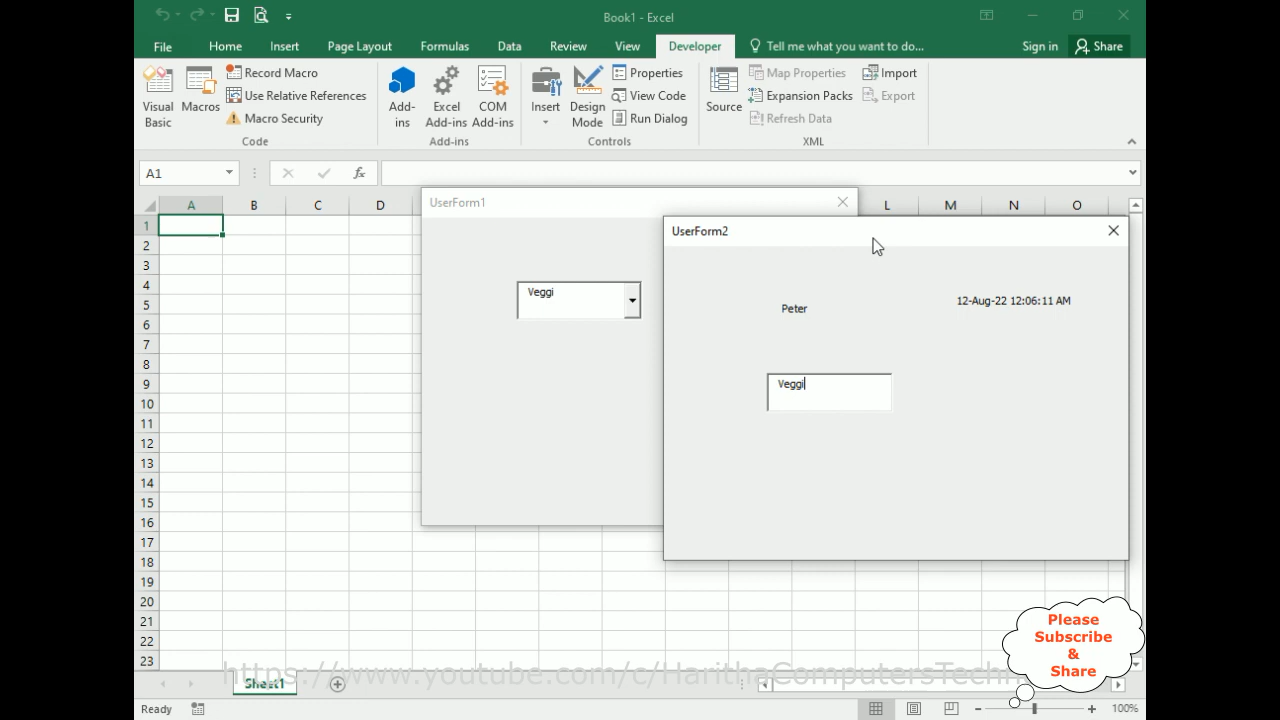 Book1 - Excel
File Home Insert Page Layout Formulas Data Review View Developer Tell me what you want to do... Sign in Share
Visual Basic
Macros
Record Macro
Use Relative References
Macro Security
Code
Add-ins
Excel Add-ins
COM Add-ins
Add-ins
Insert
Design Mode
Properties
View Code
Run Dialog
Controls
Source
Map Properties
Expansion Packs
Refresh Data
Import
Export
XML
A1
fx
A B C D L M N O
1
2
3
4
5
6
7
8
9
10
11
12
13
14
15
16
17
18
19
20
21
22
23
UserForm1
Veggi
UserForm2
Peter
12-Aug-22 12:06:11 AM
Veggi
Please
Subscribe
&
Share
https://www.youtube.com/c/HarithaComputersTechn
Sheet1
Ready
100%